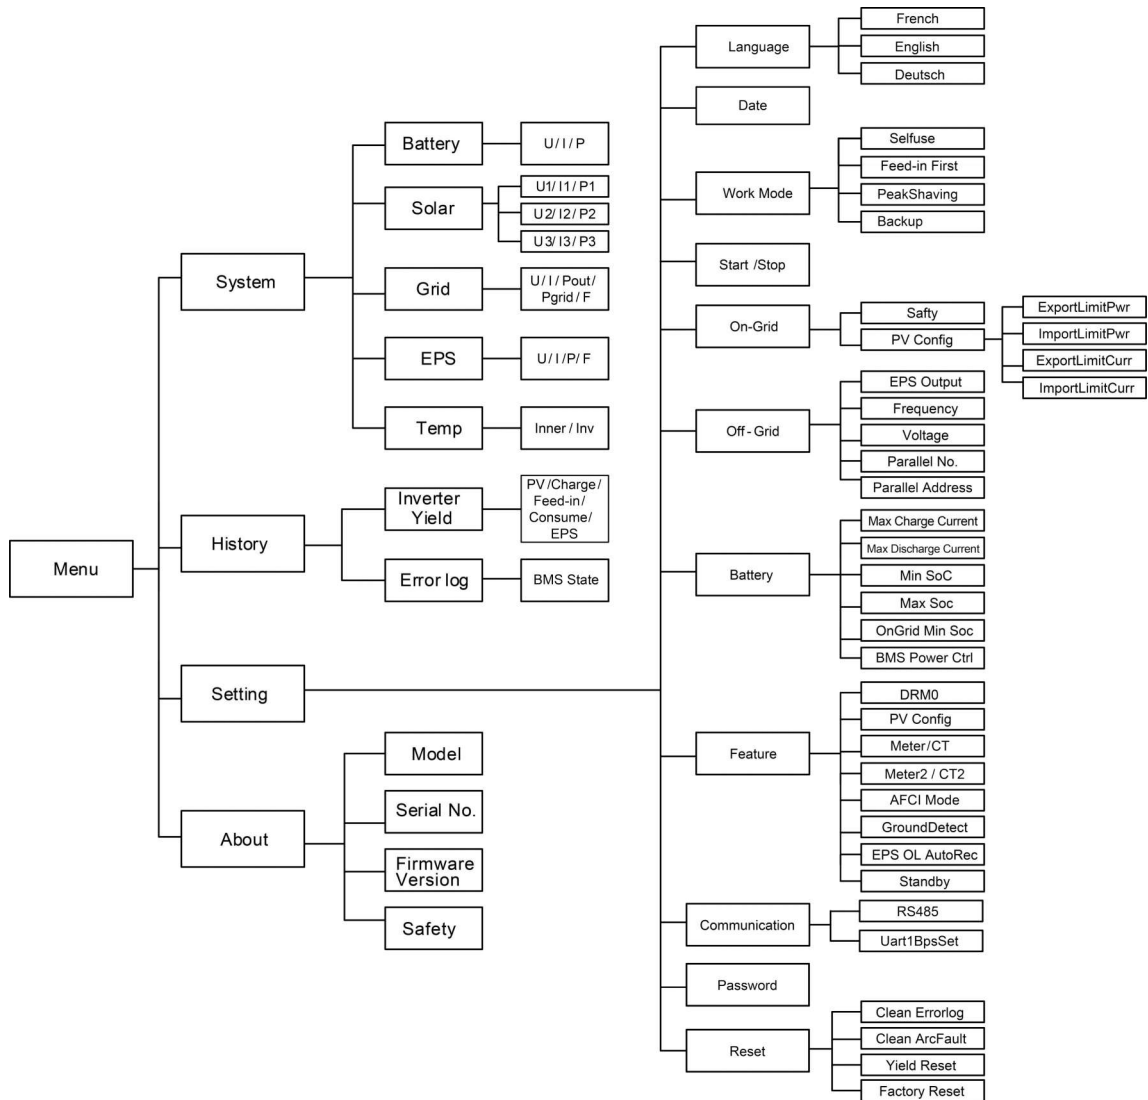 Menu
System
Battery
U/ I / P
Solar
U1/ I1 / P1
U2/ I2 / P2
U3/ I3 / P3
Grid
U / I / Pout /
Pgrid / F
EPS
U / I /P/ F
Temp
Inner / Inv
History
Inverter
Yield
PV /Charge /
Feed-in /
Consume /
EPS
Error log
BMS State
Setting
Language
French
English
Deutsch
Date
Work Mode
Selfuse
Feed-in First
PeakShaving
Backup
Start /Stop
On-Grid
Safty
PV Config
ExportLimitPwr
ImportLimitPwr
ExportLimitCurr
ImportLimitCurr
Off - Grid
EPS Output
Frequency
Voltage
Parallel No.
Parallel Address
Battery
Max Charge Current
Max Discharge Current
Min SoC
Max Soc
OnGrid Min Soc
BMS Power Ctrl
Feature
DRM0
PV Config
Meter/CT
Meter2 / CT2
AFCI Mode
GroundDetect
EPS OL AutoRec
Standby
Communication
RS485
Uart1BpsSet
Password
Reset
Clean Errorlog
Clean ArcFault
Yield Reset
Factory Reset
About
Model
Serial No.
Firmware
Version
Safety